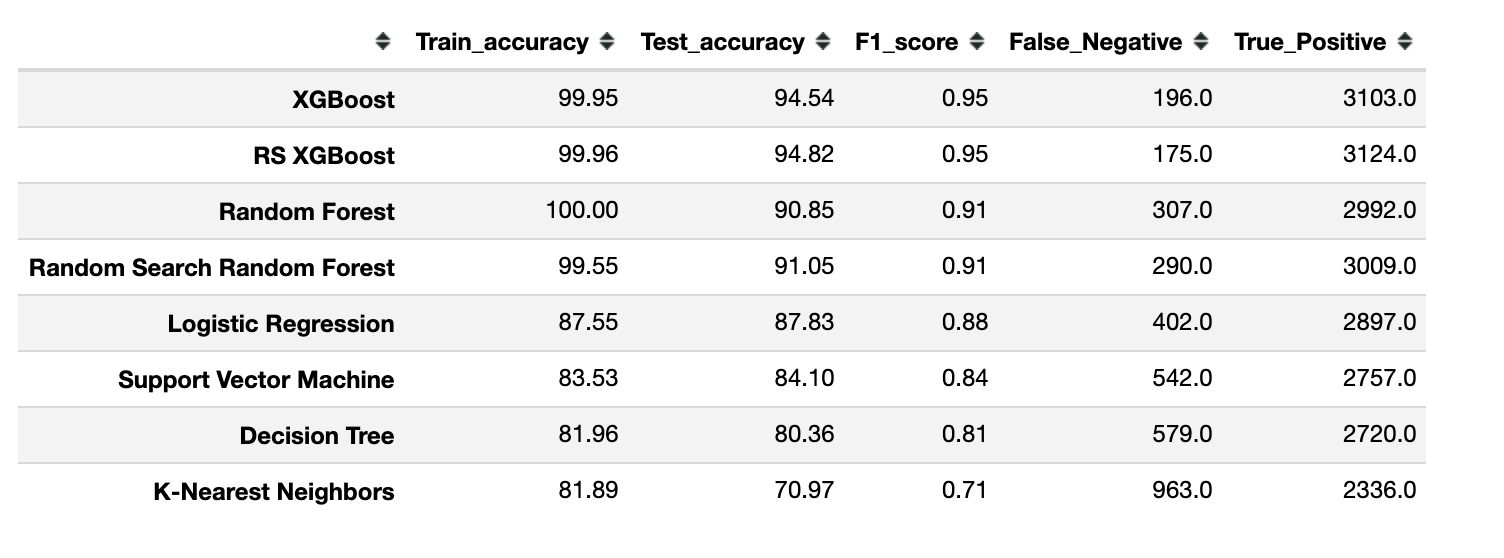 Train_accuracy Test_accuracy F1_score False_Negative True_Positive
XGBoost 99.95 94.54 0.95 196.0 3103.0
RS XGBoost 99.96 94.82 0.95 175.0 3124.0
Random Forest 100.00 90.85 0.91 307.0 2992.0
Random Search Random Forest 99.55 91.05 0.91 290.0 3009.0
Logistic Regression 87.55 87.83 0.88 402.0 2897.0
Support Vector Machine 83.53 84.10 0.84 542.0 2757.0
Decision Tree 81.96 80.36 0.81 579.0 2720.0
K-Nearest Neighbors 81.89 70.97 0.71 963.0 2336.0